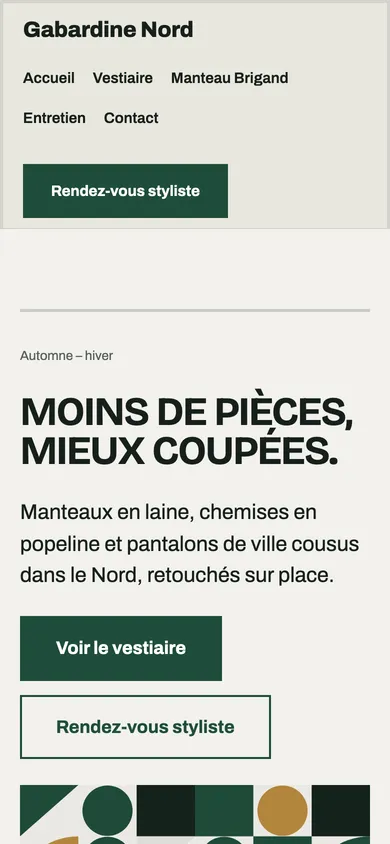 Gabardine Nord
Accueil Vestiaire Manteau Brigand
Entretien Contact
Rendez-vous styliste
Automne – hiver
MOINS DE PIÈCES,
MIEUX COUPÉES.
Manteaux en laine, chemises en
popeline et pantalons de ville cousus
dans le Nord, retouchés sur place.
Voir le vestiaire
Rendez-vous styliste